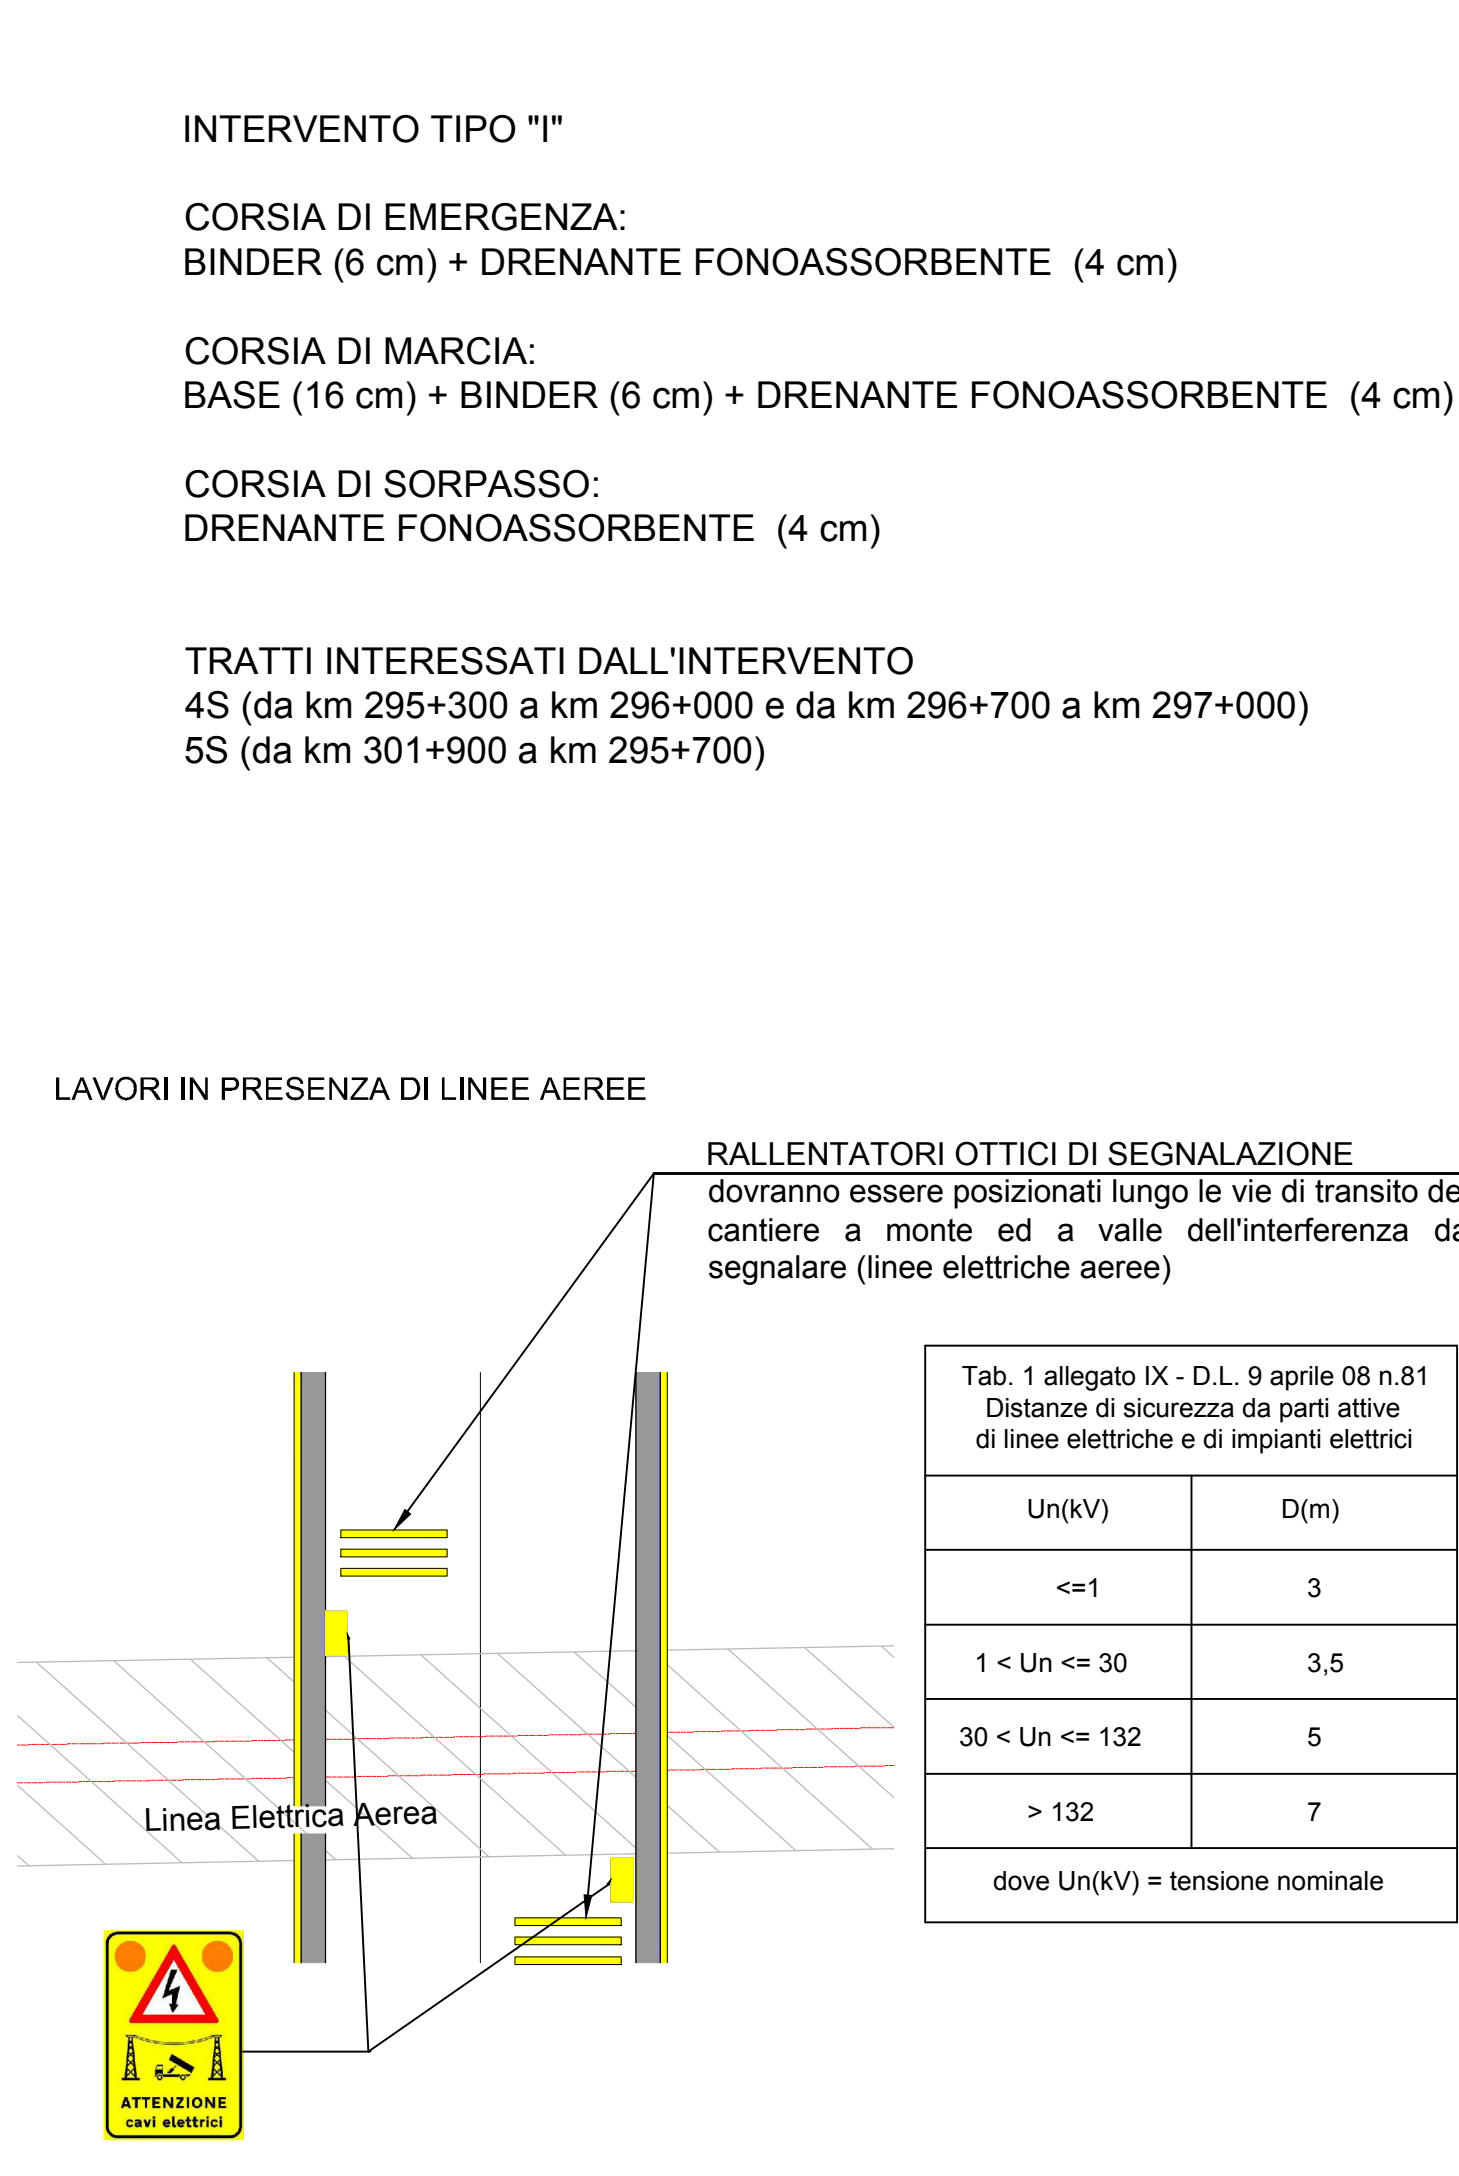 INTERVENTO TIPO "I"
CORSIA DI EMERGENZA:
BINDER (6 cm) + DRENANTE FONOASSORBENTE (4 cm)
CORSIA DI MARCIA:
BASE (16 cm) + BINDER (6 cm) + DRENANTE FONOASSORBENTE (4 cm)
CORSIA DI SORPASSO:
DRENANTE FONOASSORBENTE (4 cm)
TRATTI INTERESSATI DALL'INTERVENTO
4S (da km 295+300 a km 296+000 e da km 296+700 a km 297+000)
5S (da km 301+900 a km 295+700)
LAVORI IN PRESENZA DI LINEE AEREE
RALLENTATORI OTTICI DI SEGNALAZIONE
dovranno essere posizionati lungo le vie di transito de
cantiere a monte ed a valle dell'interferenza da
segnalare (linee elettriche aeree)
Tab. 1 allegato IX - D.L. 9 aprile 08 n.81
Distanze di sicurezza da parti attive
di linee elettriche e di impianti elettrici
Un(kV) D(m)
<=1 3
1 < Un <= 30 3,5
30 < Un <= 132 5
> 132 7
dove Un(kV) = tensione nominale
Linea Elettrica Aerea
ATTENZIONE
cavi elettrici